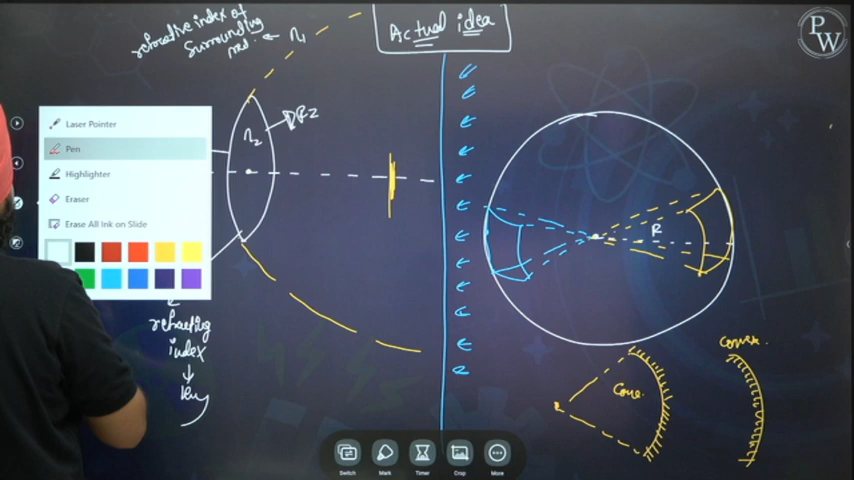 refractive index of
Surrounding
med. ← n₁
Actual idea
PW
Laser Pointer
Pen
Highlighter
Eraser
Erase All Ink on Slide
n₂
R
refracting
index
↓
Conc.
Convex.
Switch
Mark
Timer
Crop
More